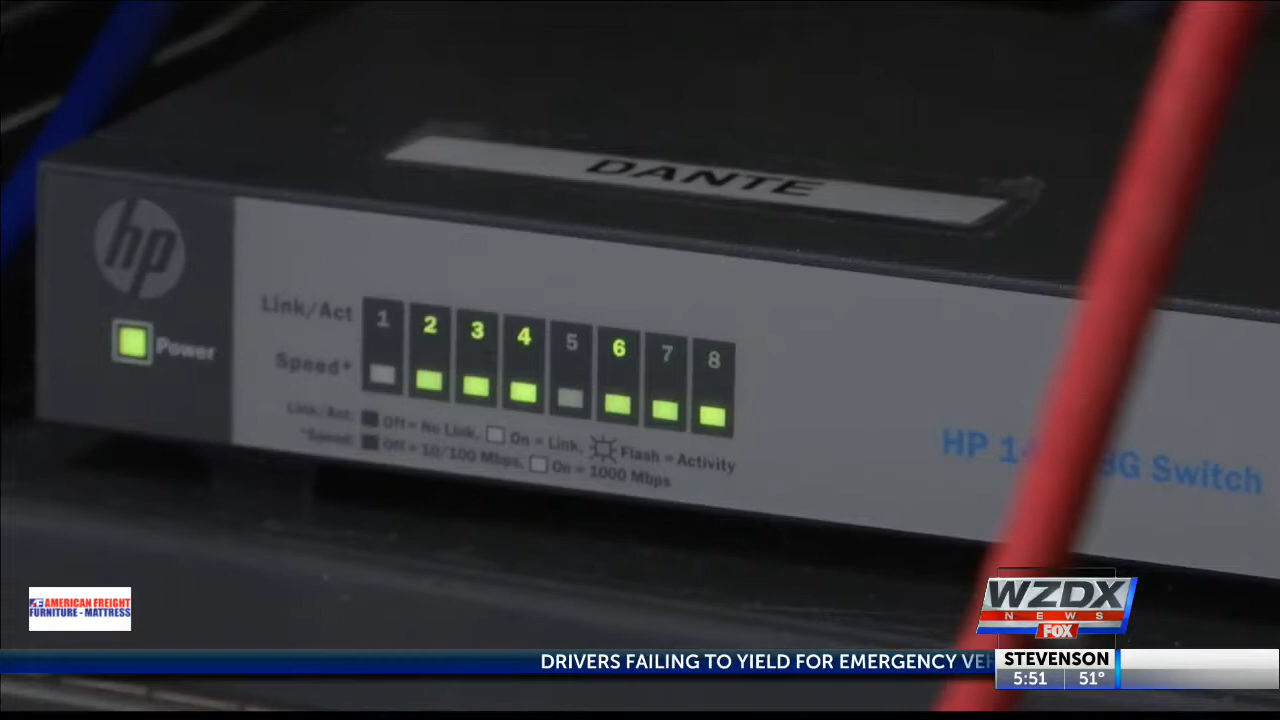 DANTE
hp
Power
Link/Act
1 2 3 4 5 6 7 8
Speed*
Link/Act: Off = No Link, On = Link, Flash = Activity
*Speed: Off = 10/100 Mbps, On = 1000 Mbps
HP Switch
AMERICAN FREIGHT
FURNITURE - MATTRESS
WZDX
NEWS
FOX
DRIVERS FAILING TO YIELD FOR EMERGENCY
STEVENSON
5:51 51°